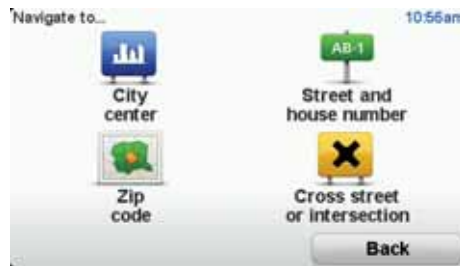 Navigate to...
10:56am
AB-1
City
center
Street and
house number
Zip
code
Cross street
or intersection
Back